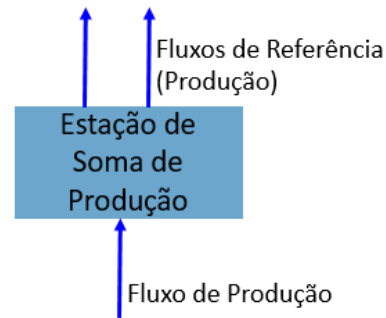 Fluxos de Referência
(Produção)
Estação de
Soma de
Produção
Fluxo de Produção